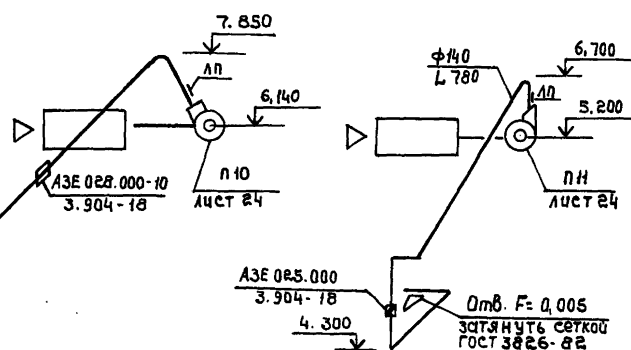 7.850
ЛП
6,140
П10
Лист 24
АЗЕ 028.000-10
3.904-18
ф140
L 780
6,700
ЛП
5,200
П11
Лист 24
АЗЕ 025.000
3.904-18
4.300
Отв. F= 0,005
затянуть сеткой
ГОСТ 3826-82